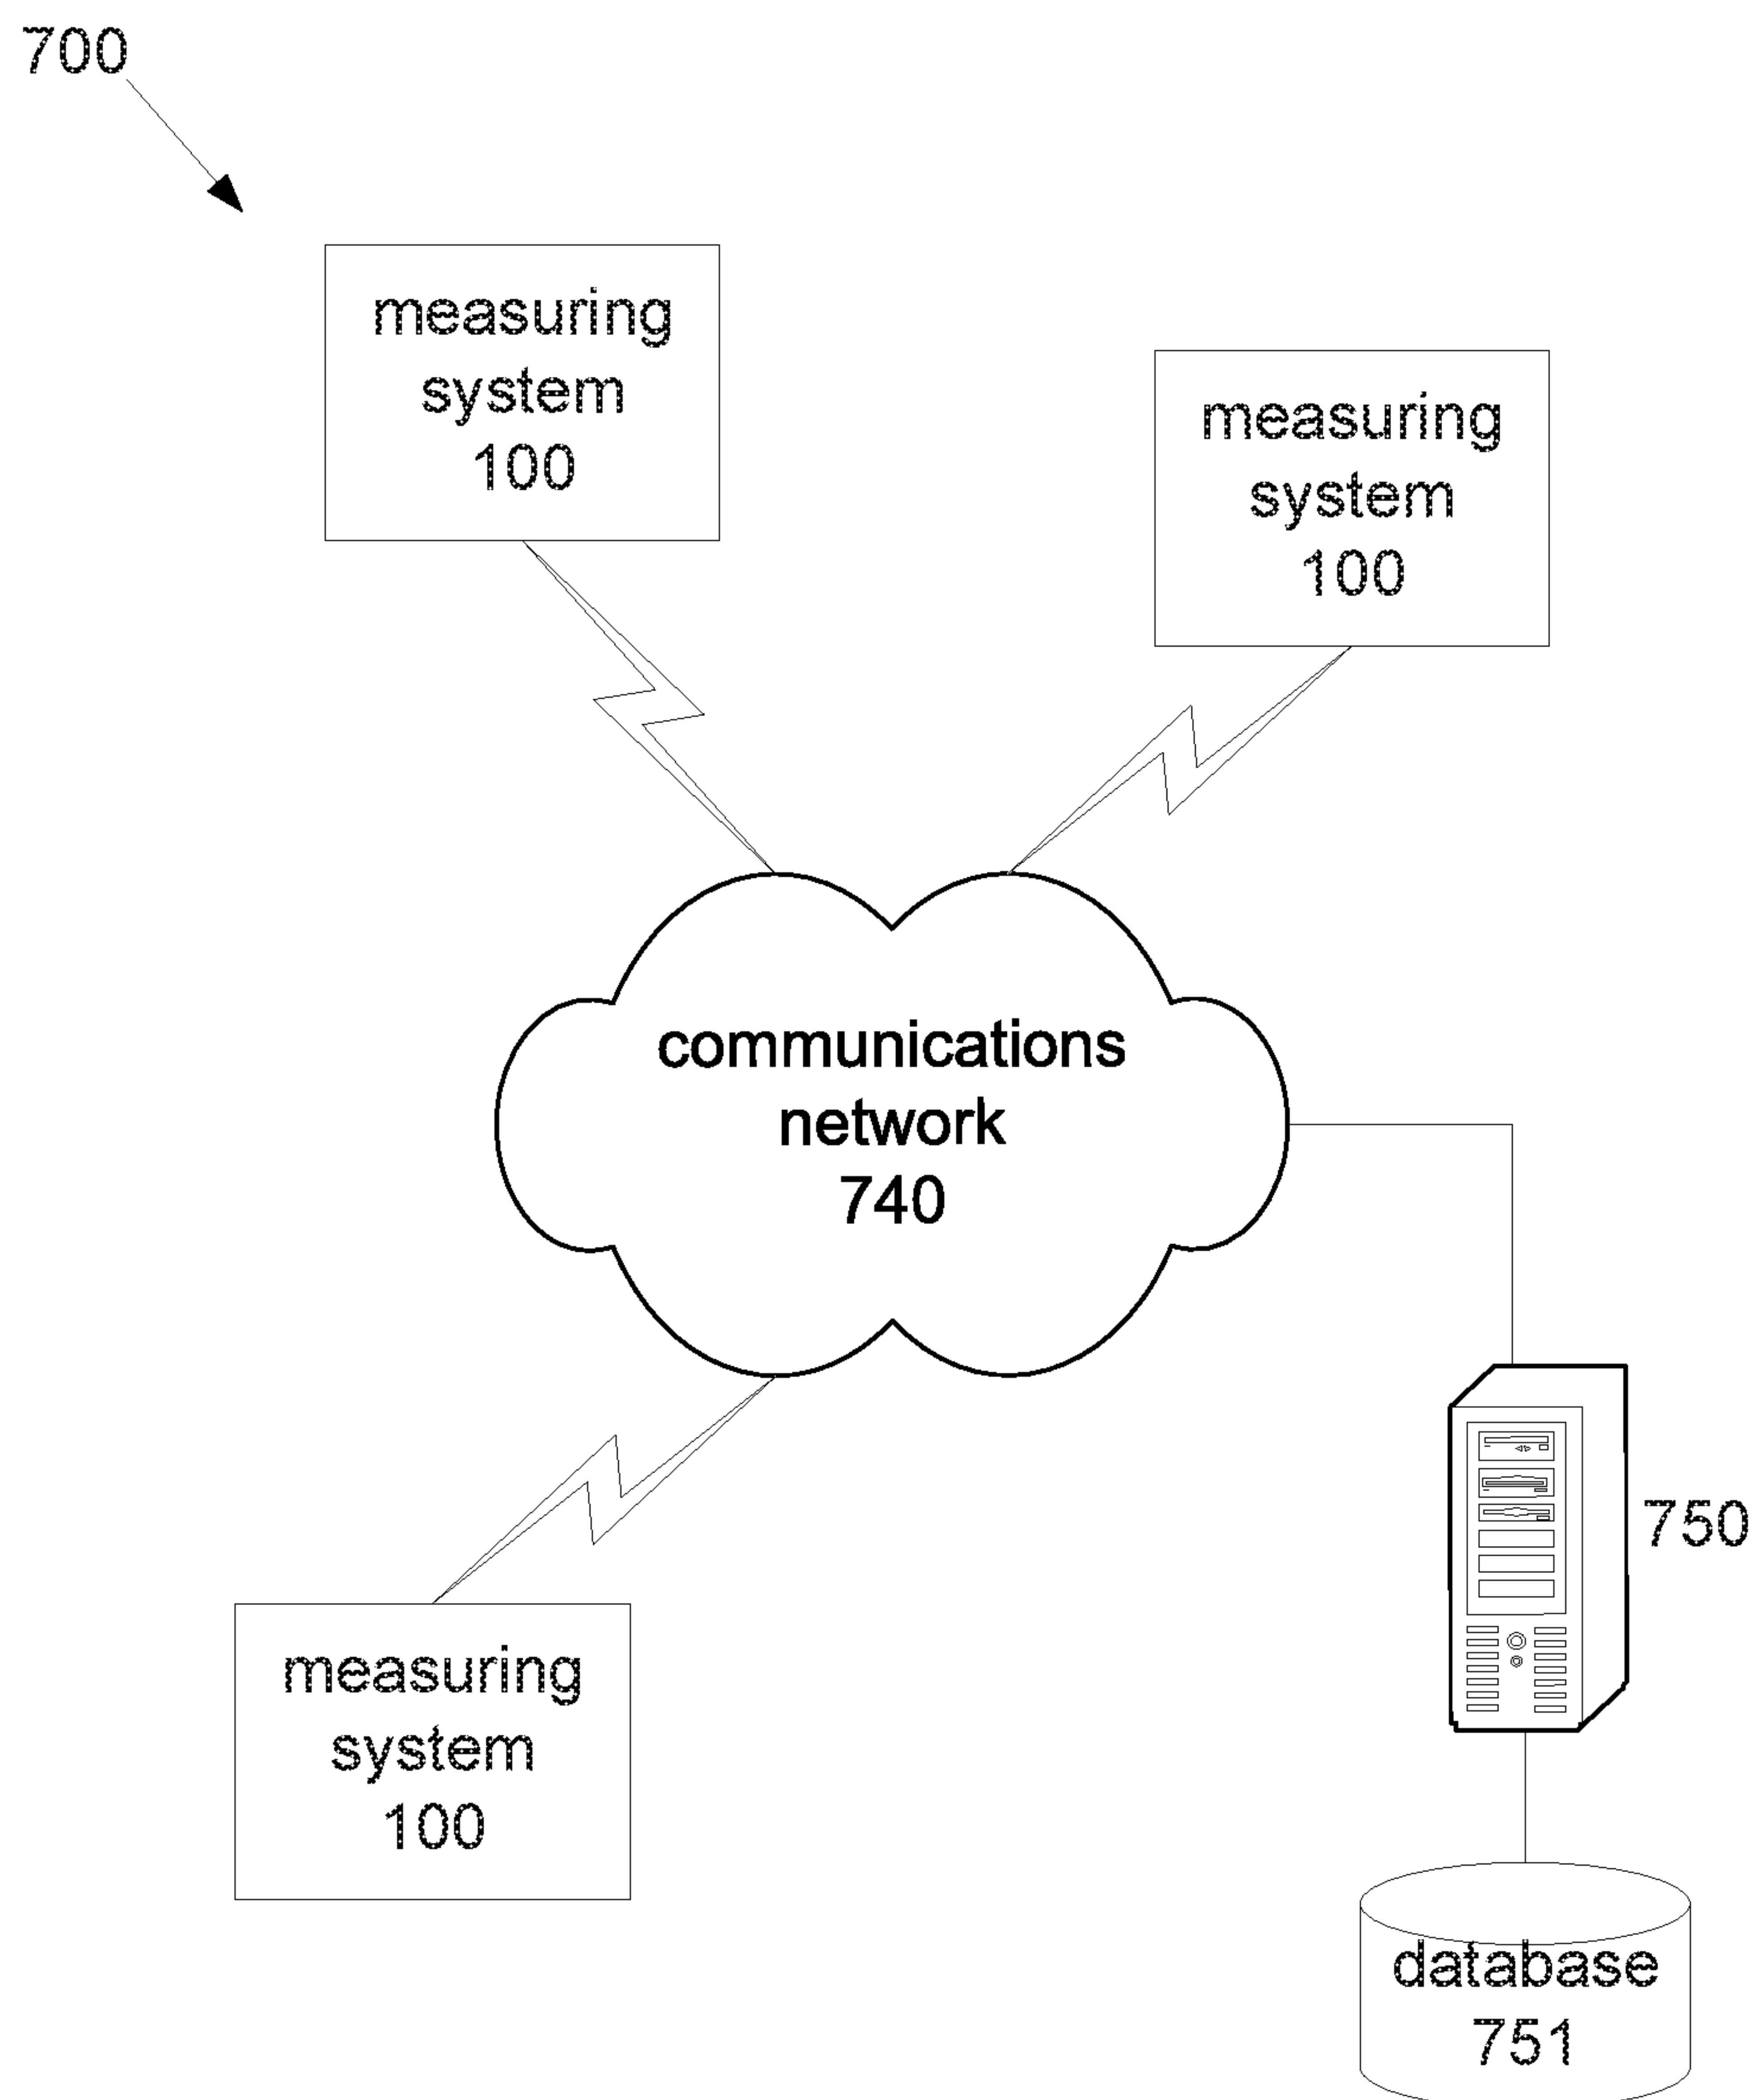 700
measuring
system
100
measuring
system
100
communications
network
740
750
measuring
system
100
database
751